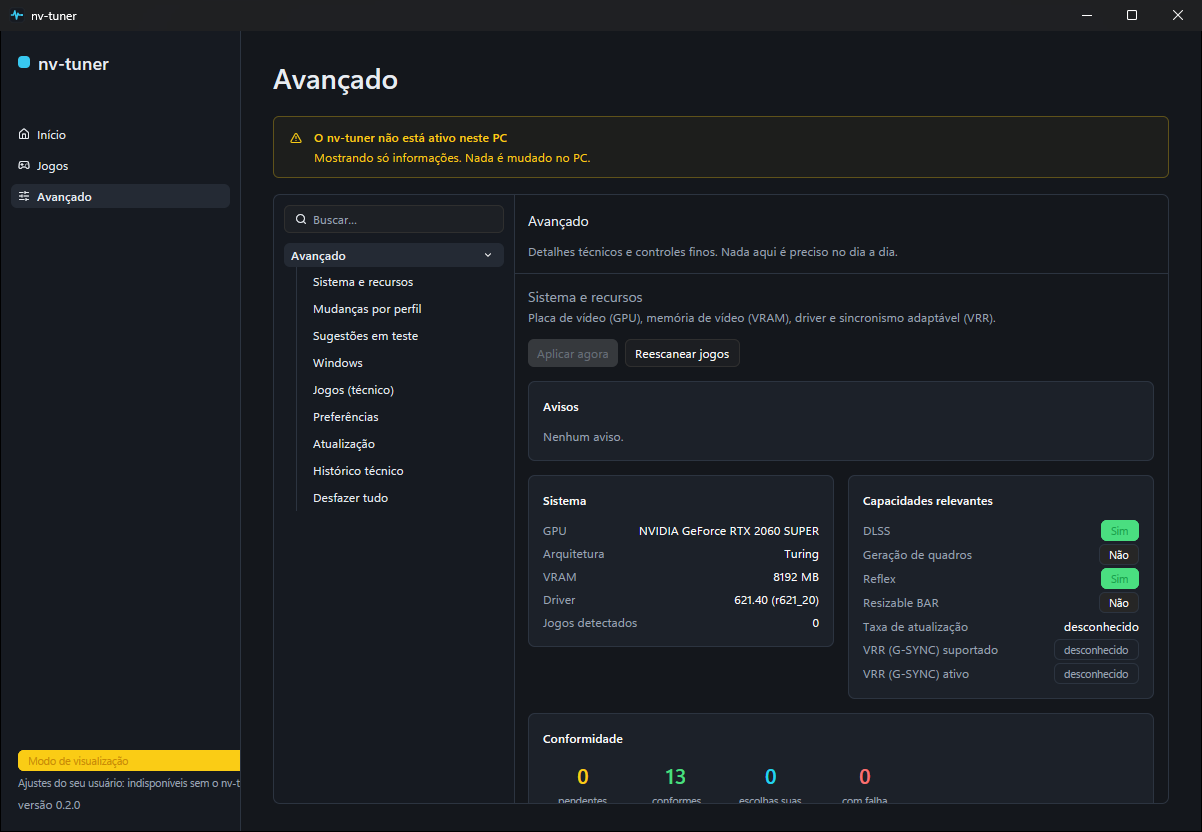 nv-tuner
nv-tuner
Início
Jogos
Avançado
Modo de visualização
Ajustes do seu usuário: indisponíveis sem o nv-t
versão 0.2.0
Avançado
O nv-tuner não está ativo neste PC
Mostrando só informações. Nada é mudado no PC.
Buscar...
Avançado
Sistema e recursos
Mudanças por perfil
Sugestões em teste
Windows
Jogos (técnico)
Preferências
Atualização
Histórico técnico
Desfazer tudo
Avançado
Detalhes técnicos e controles finos. Nada aqui é preciso no dia a dia.
Sistema e recursos
Placa de vídeo (GPU), memória de vídeo (VRAM), driver e sincronismo adaptável (VRR).
Aplicar agora Reescanear jogos
Avisos
Nenhum aviso.
Sistema
GPU NVIDIA GeForce RTX 2060 SUPER
Arquitetura Turing
VRAM 8192 MB
Driver 621.40 (r621_20)
Jogos detectados 0
Capacidades relevantes
DLSS Sim
Geração de quadros Não
Reflex Sim
Resizable BAR Não
Taxa de atualização desconhecido
VRR (G-SYNC) suportado desconhecido
VRR (G-SYNC) ativo desconhecido
Conformidade
0 13 0 0
pendentes conformes escolhas suas com falha